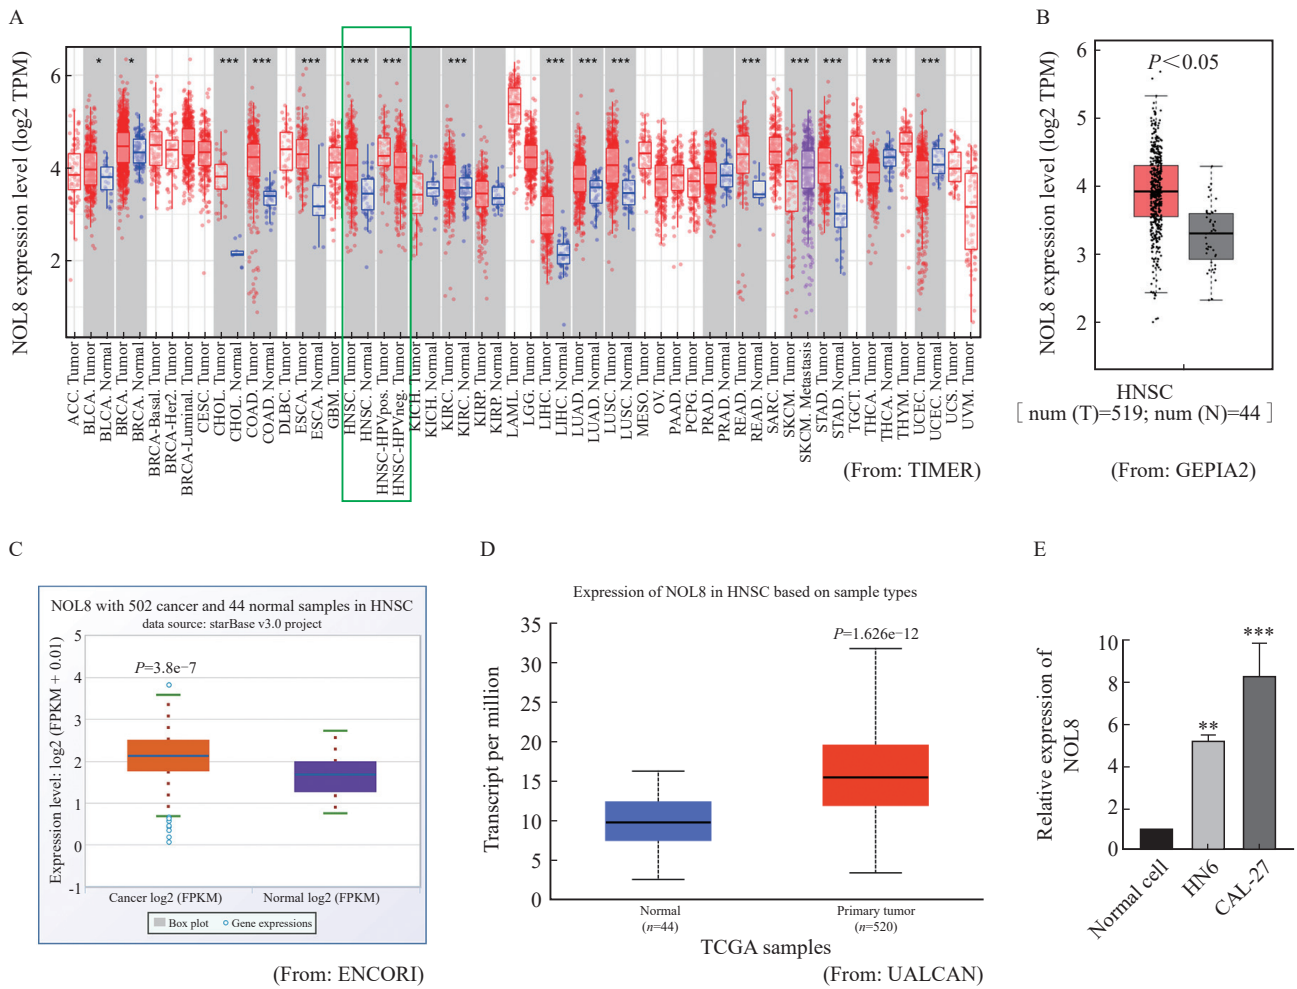 A
NOL8 expression level (log2 TPM)
6
4
2
* * *** *** *** *** *** *** *** *** *** *** *** *** *** ***
ACC. Tumor
BLCA. Tumor
BLCA. Normal
BRCA. Tumor
BRCA. Normal
BRCA-Basal. Tumor
BRCA-Her2. Tumor
BRCA-Luminal. Tumor
CESC. Tumor
CHOL. Tumor
CHOL. Normal
COAD. Tumor
COAD. Normal
DLBC. Tumor
ESCA. Tumor
ESCA. Normal
GBM. Tumor
HNSC. Tumor
HNSC. Normal
HNSC-HPVpos. Tumor
HNSC-HPVneg. Tumor
KICH. Tumor
KICH. Normal
KIRC. Tumor
KIRC. Normal
KIRP. Tumor
KIRP. Normal
LAML. Tumor
LGG. Tumor
LIHC. Tumor
LIHC. Normal
LUAD. Tumor
LUAD. Normal
LUSC. Tumor
LUSC. Normal
MESO. Tumor
OV. Tumor
PAAD. Tumor
PCPG. Tumor
PRAD. Tumor
PRAD. Normal
READ. Tumor
READ. Normal
SARC. Tumor
SKCM. Tumor
SKCM. Metastasis
STAD. Tumor
STAD. Normal
TGCT. Tumor
THCA. Tumor
THCA. Normal
THYM. Tumor
UCEC. Tumor
UCEC. Normal
UCS. Tumor
UVM. Tumor
(From: TIMER)
B
NOL8 expression level (log2 TPM)
6
5
4
3
2
P＜0.05
HNSC
[ num (T)=519; num (N)=44 ]
(From: GEPIA2)
C
NOL8 with 502 cancer and 44 normal samples in HNSC
data source: starBase v3.0 project
Expression level: log2 (FPKM + 0.01)
5
4
3
2
1
0
-1
P=3.8e−7
Cancer log2 (FPKM)
Normal log2 (FPKM)
Box plot
Gene expressions
(From: ENCORI)
D
Expression of NOL8 in HNSC based on sample types
Transcript per million
35
30
25
20
15
10
5
0
P=1.626e−12
Normal
(n=44)
Primary tumor
(n=520)
TCGA samples
(From: UALCAN)
E
Relative expression of
NOL8
10
8
6
4
2
0
**
***
Normal cell
HN6
CAL-27